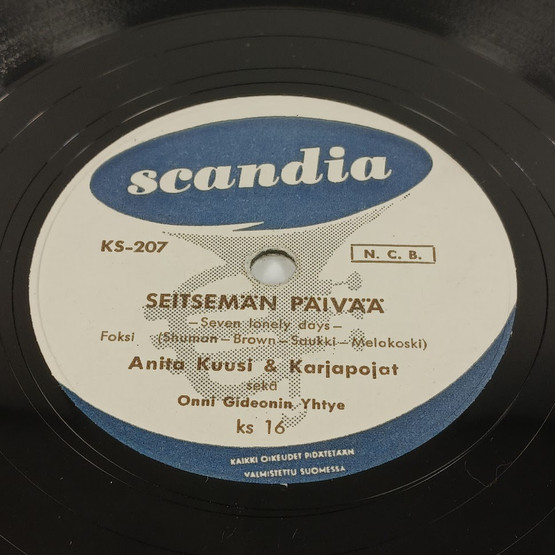 scandia
KS-207
N. C. B.
SEITSEMÄN PÄIVÄÄ
—Seven lonely days—
Foksi (Shuman—Brown—Saukki—Melakoski)
Anita Kuusi & Karjapojat
sekä
Onni Gideonin Yhtye
ks 16
KAIKKI OIKEUDET PIDÄTETÄÄN
VALMISTETTU SUOMESSA